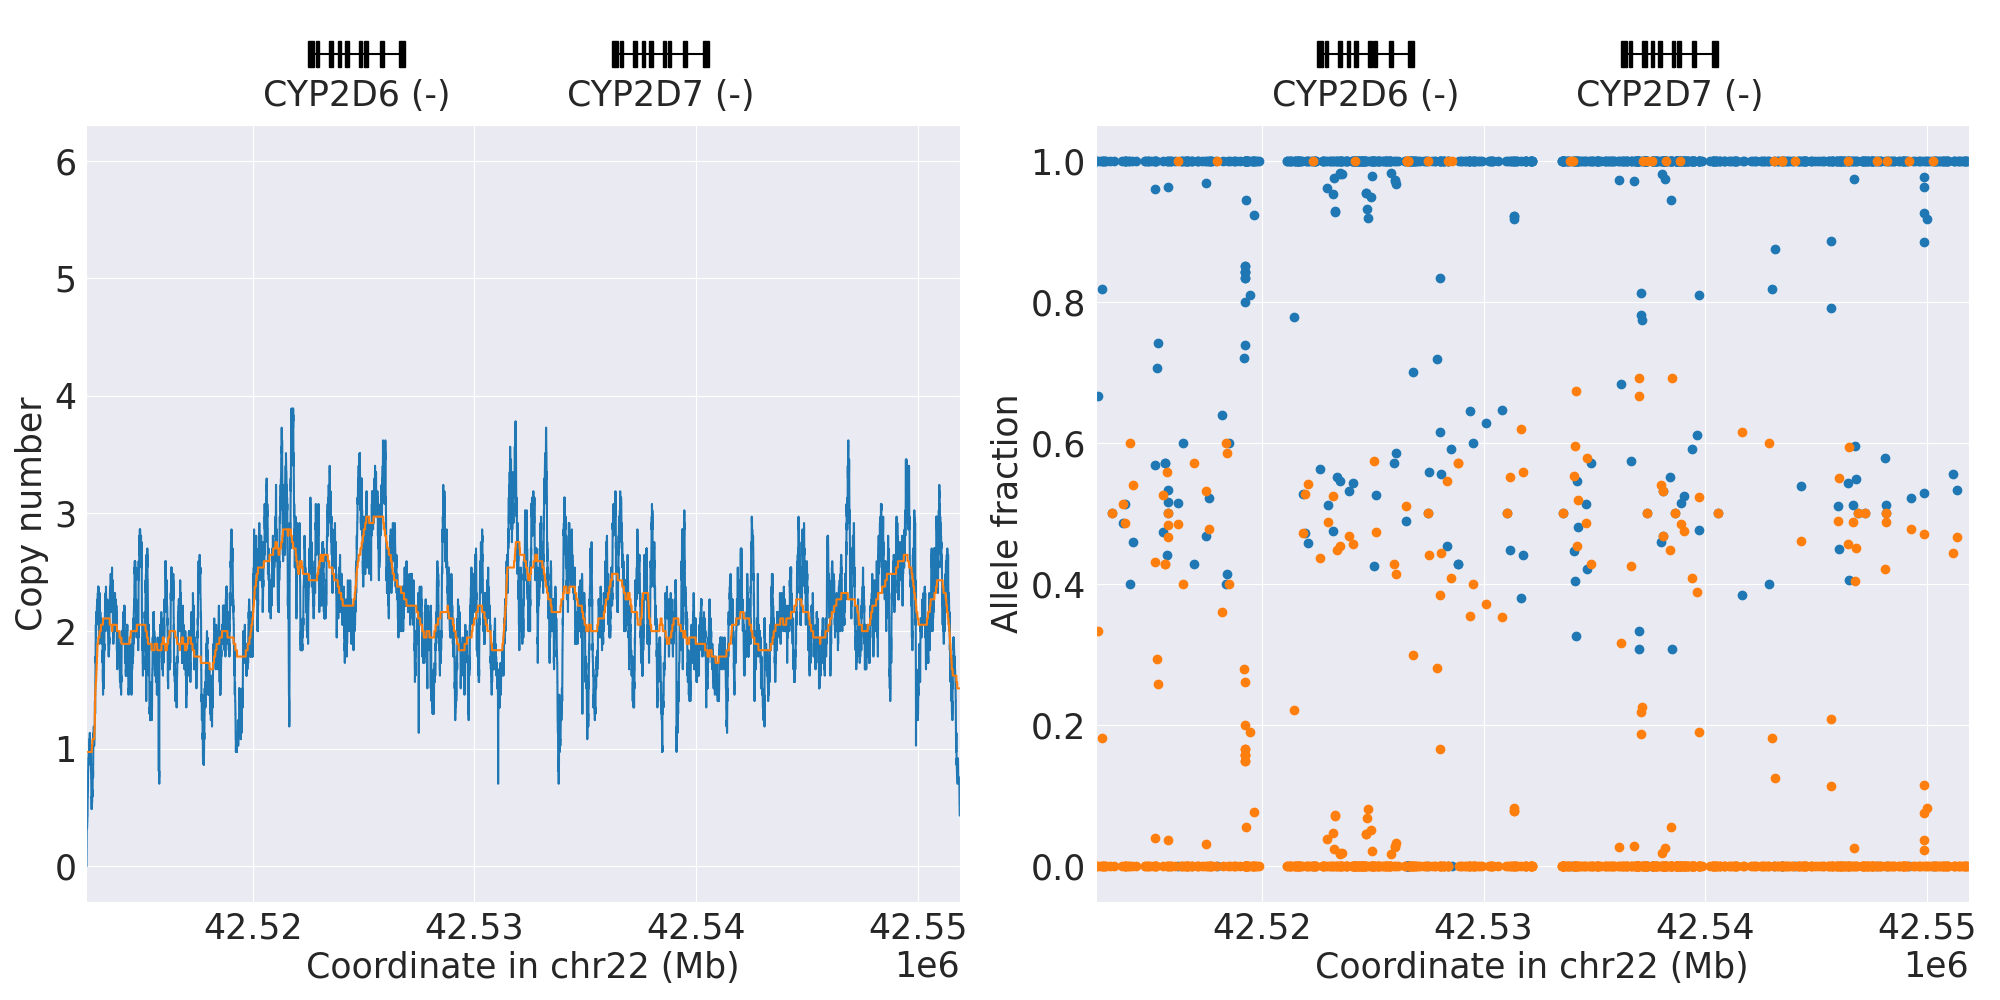 CYP2D6 (-) CYP2D7 (-)
6
5
4
3
2
1
0
Copy number
42.52 42.53 42.54 42.55
Coordinate in chr22 (Mb) 1e6
CYP2D6 (-) CYP2D7 (-)
1.0
0.8
0.6
0.4
0.2
0.0
Allele fraction
42.52 42.53 42.54 42.55
Coordinate in chr22 (Mb) 1e6